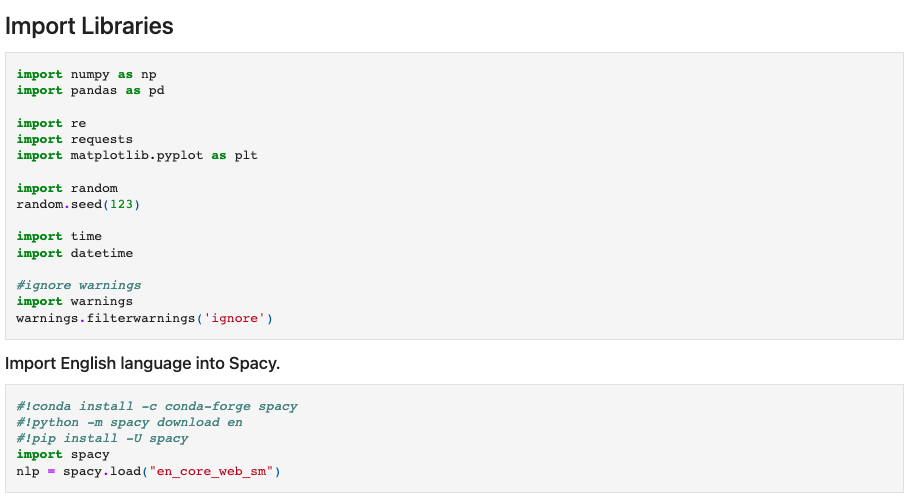 Import Libraries
import numpy as np
import pandas as pd
import re
import requests
import matplotlib.pyplot as plt
import random
random.seed(123)
import time
import datetime
#ignore warnings
import warnings
warnings.filterwarnings('ignore')
Import English language into Spacy.
#!conda install -c conda-forge spacy
#!python -m spacy download en
#!pip install -U spacy
import spacy
nlp = spacy.load("en_core_web_sm")